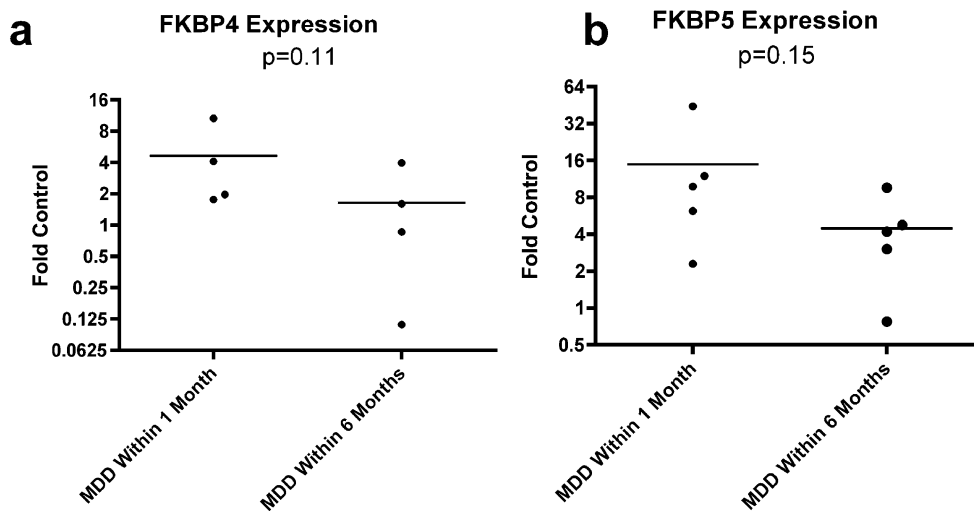 a
FKBP4 Expression
p=0.11
Fold Control
16
8
4
2
1
0.5
0.25
0.125
0.0625
MDD Within 1 Month
MDD Within 6 Months
b
FKBP5 Expression
p=0.15
Fold Control
64
32
16
8
4
2
1
0.5
MDD Within 1 Month
MDD Within 6 Months